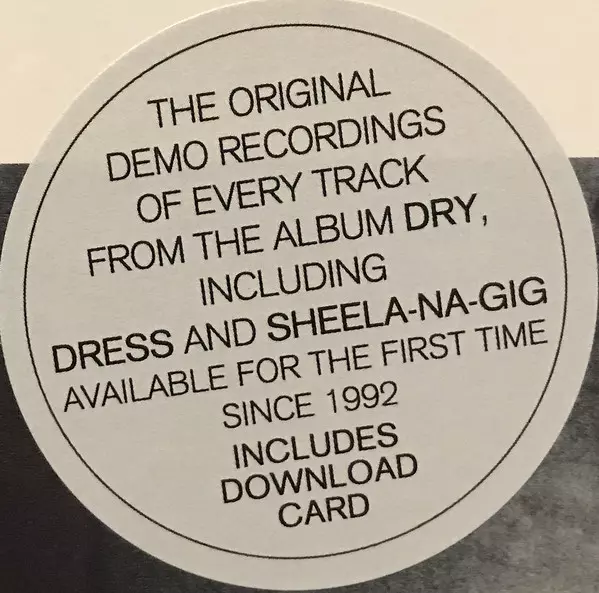 THE ORIGINAL
DEMO RECORDINGS
OF EVERY TRACK
FROM THE ALBUM DRY,
INCLUDING
DRESS AND SHEELA-NA-GIG
AVAILABLE FOR THE FIRST TIME
SINCE 1992
INCLUDES
DOWNLOAD
CARD